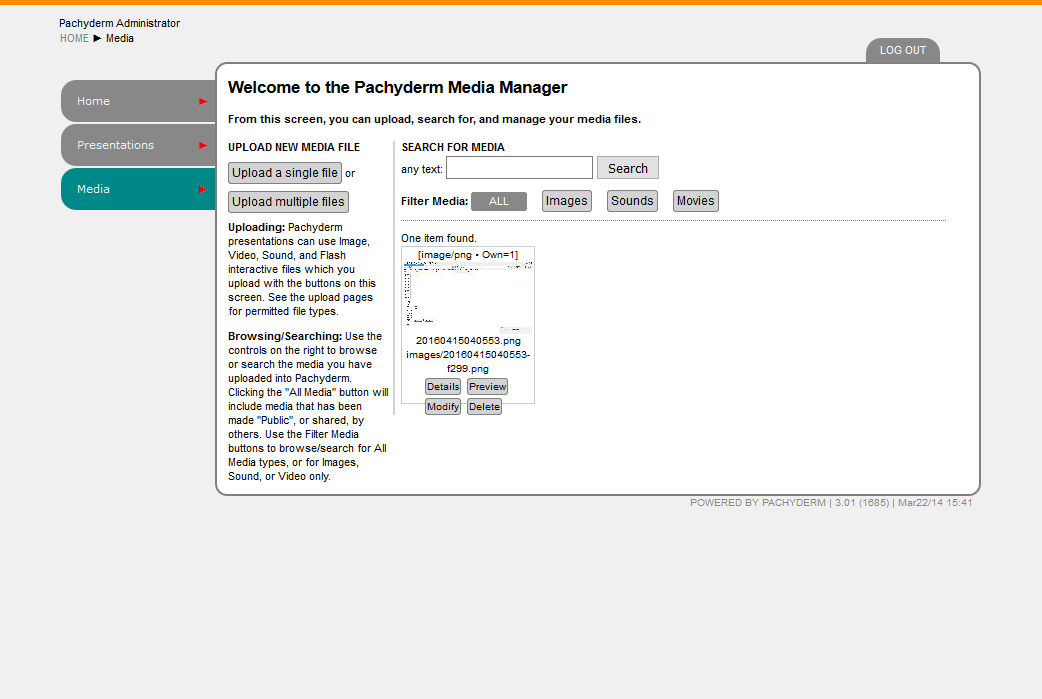 Pachyderm Administrator
HOME ► Media
LOG OUT
Home ►
Presentations ►
Media ►
Welcome to the Pachyderm Media Manager
From this screen, you can upload, search for, and manage your media files.
UPLOAD NEW MEDIA FILE
Upload a single file or
Upload multiple files
Uploading: Pachyderm
presentations can use Image,
Video, Sound, and Flash
interactive files which you
upload with the buttons on this
screen. See the upload pages
for permitted file types.
Browsing/Searching: Use the
controls on the right to browse
or search the media you have
uploaded into Pachyderm.
Clicking the "All Media" button will
include media that has been
made "Public", or shared, by
others. Use the Filter Media
buttons to browse/search for All
Media types, or for Images,
Sound, or Video only.
SEARCH FOR MEDIA
any text: Search
Filter Media: ALL Images Sounds Movies
One item found.
[image/png • Own=1]
20160415040553.png
images/20160415040553-
f299.png
Details Preview
Modify Delete
POWERED BY PACHYDERM | 3.01 (1685) | Mar22/14 15:41